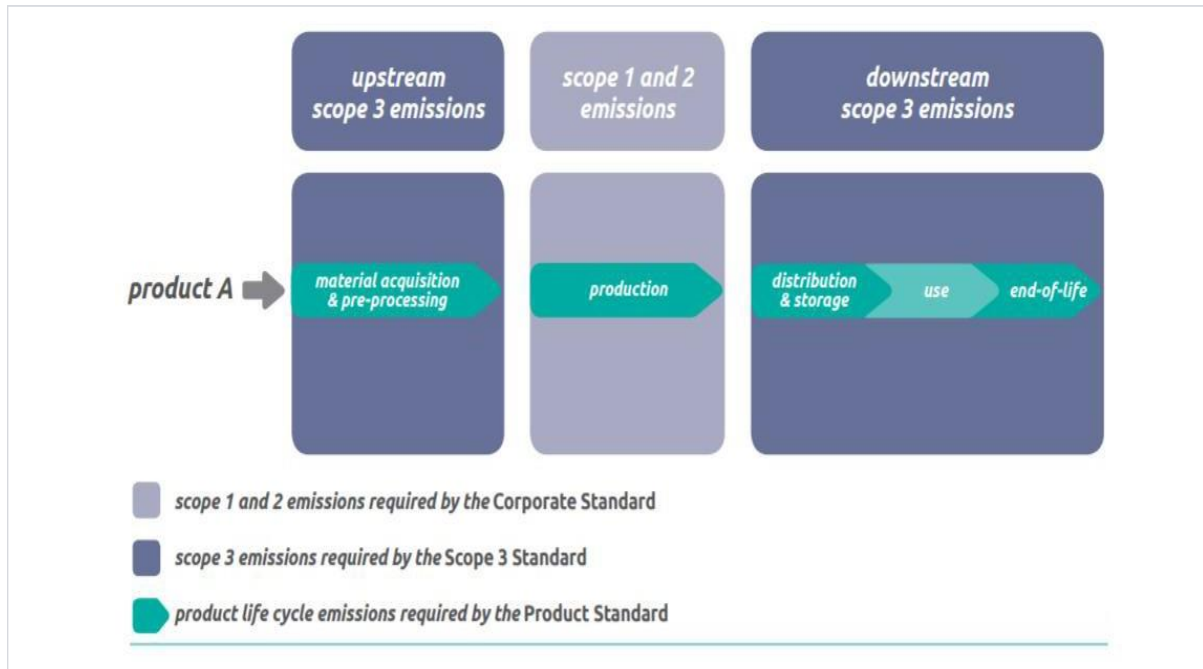 upstream
scope 3 emissions
scope 1 and 2
emissions
downstream
scope 3 emissions
product A
material acquisition
& pre-processing
production
distribution
& storage
use
end-of-life
scope 1 and 2 emissions required by the Corporate Standard
scope 3 emissions required by the Scope 3 Standard
product life cycle emissions required by the Product Standard